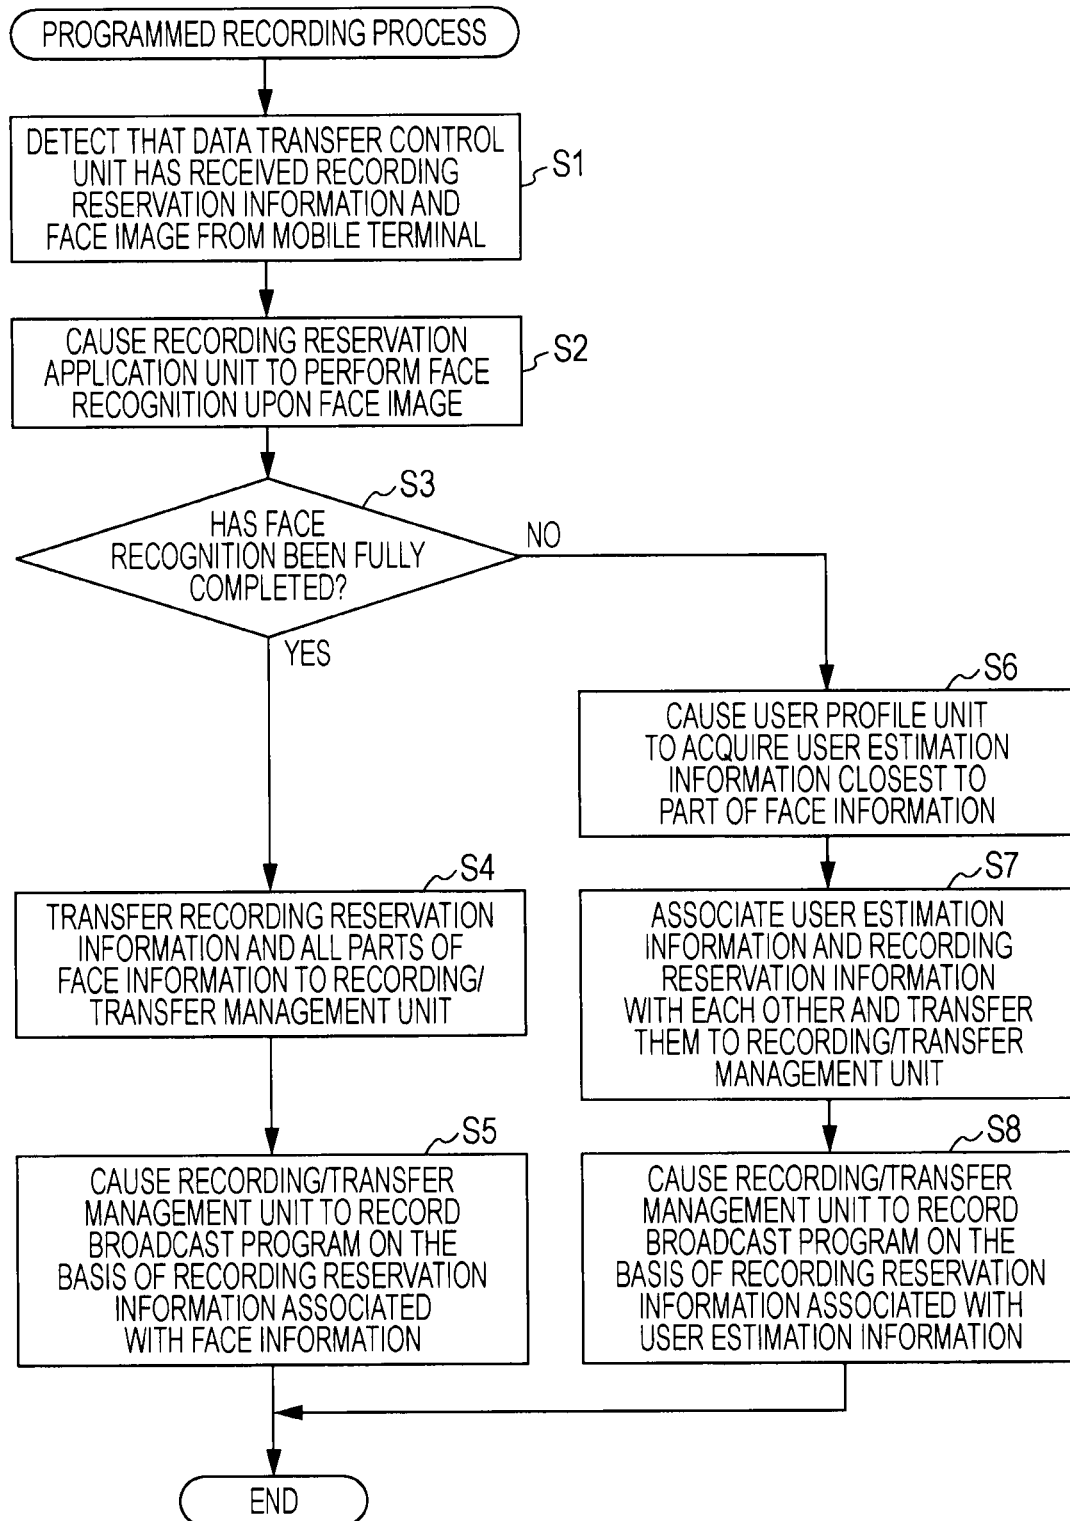 PROGRAMMED RECORDING PROCESS
DETECT THAT DATA TRANSFER CONTROL
UNIT HAS RECEIVED RECORDING
RESERVATION INFORMATION AND
FACE IMAGE FROM MOBILE TERMINAL
S1
CAUSE RECORDING RESERVATION
APPLICATION UNIT TO PERFORM FACE
RECOGNITION UPON FACE IMAGE
S2
S3
HAS FACE
RECOGNITION BEEN FULLY
COMPLETED?
NO
YES
S4
TRANSFER RECORDING RESERVATION
INFORMATION AND ALL PARTS OF
FACE INFORMATION TO RECORDING/
TRANSFER MANAGEMENT UNIT
S5
CAUSE RECORDING/TRANSFER
MANAGEMENT UNIT TO RECORD
BROADCAST PROGRAM ON THE
BASIS OF RECORDING RESERVATION
INFORMATION ASSOCIATED
WITH FACE INFORMATION
S6
CAUSE USER PROFILE UNIT
TO ACQUIRE USER ESTIMATION
INFORMATION CLOSEST TO
PART OF FACE INFORMATION
S7
ASSOCIATE USER ESTIMATION
INFORMATION AND RECORDING
RESERVATION INFORMATION
WITH EACH OTHER AND TRANSFER
THEM TO RECORDING/TRANSFER
MANAGEMENT UNIT
S8
CAUSE RECORDING/TRANSFER
MANAGEMENT UNIT TO RECORD
BROADCAST PROGRAM ON THE
BASIS OF RECORDING RESERVATION
INFORMATION ASSOCIATED WITH
USER ESTIMATION INFORMATION
END